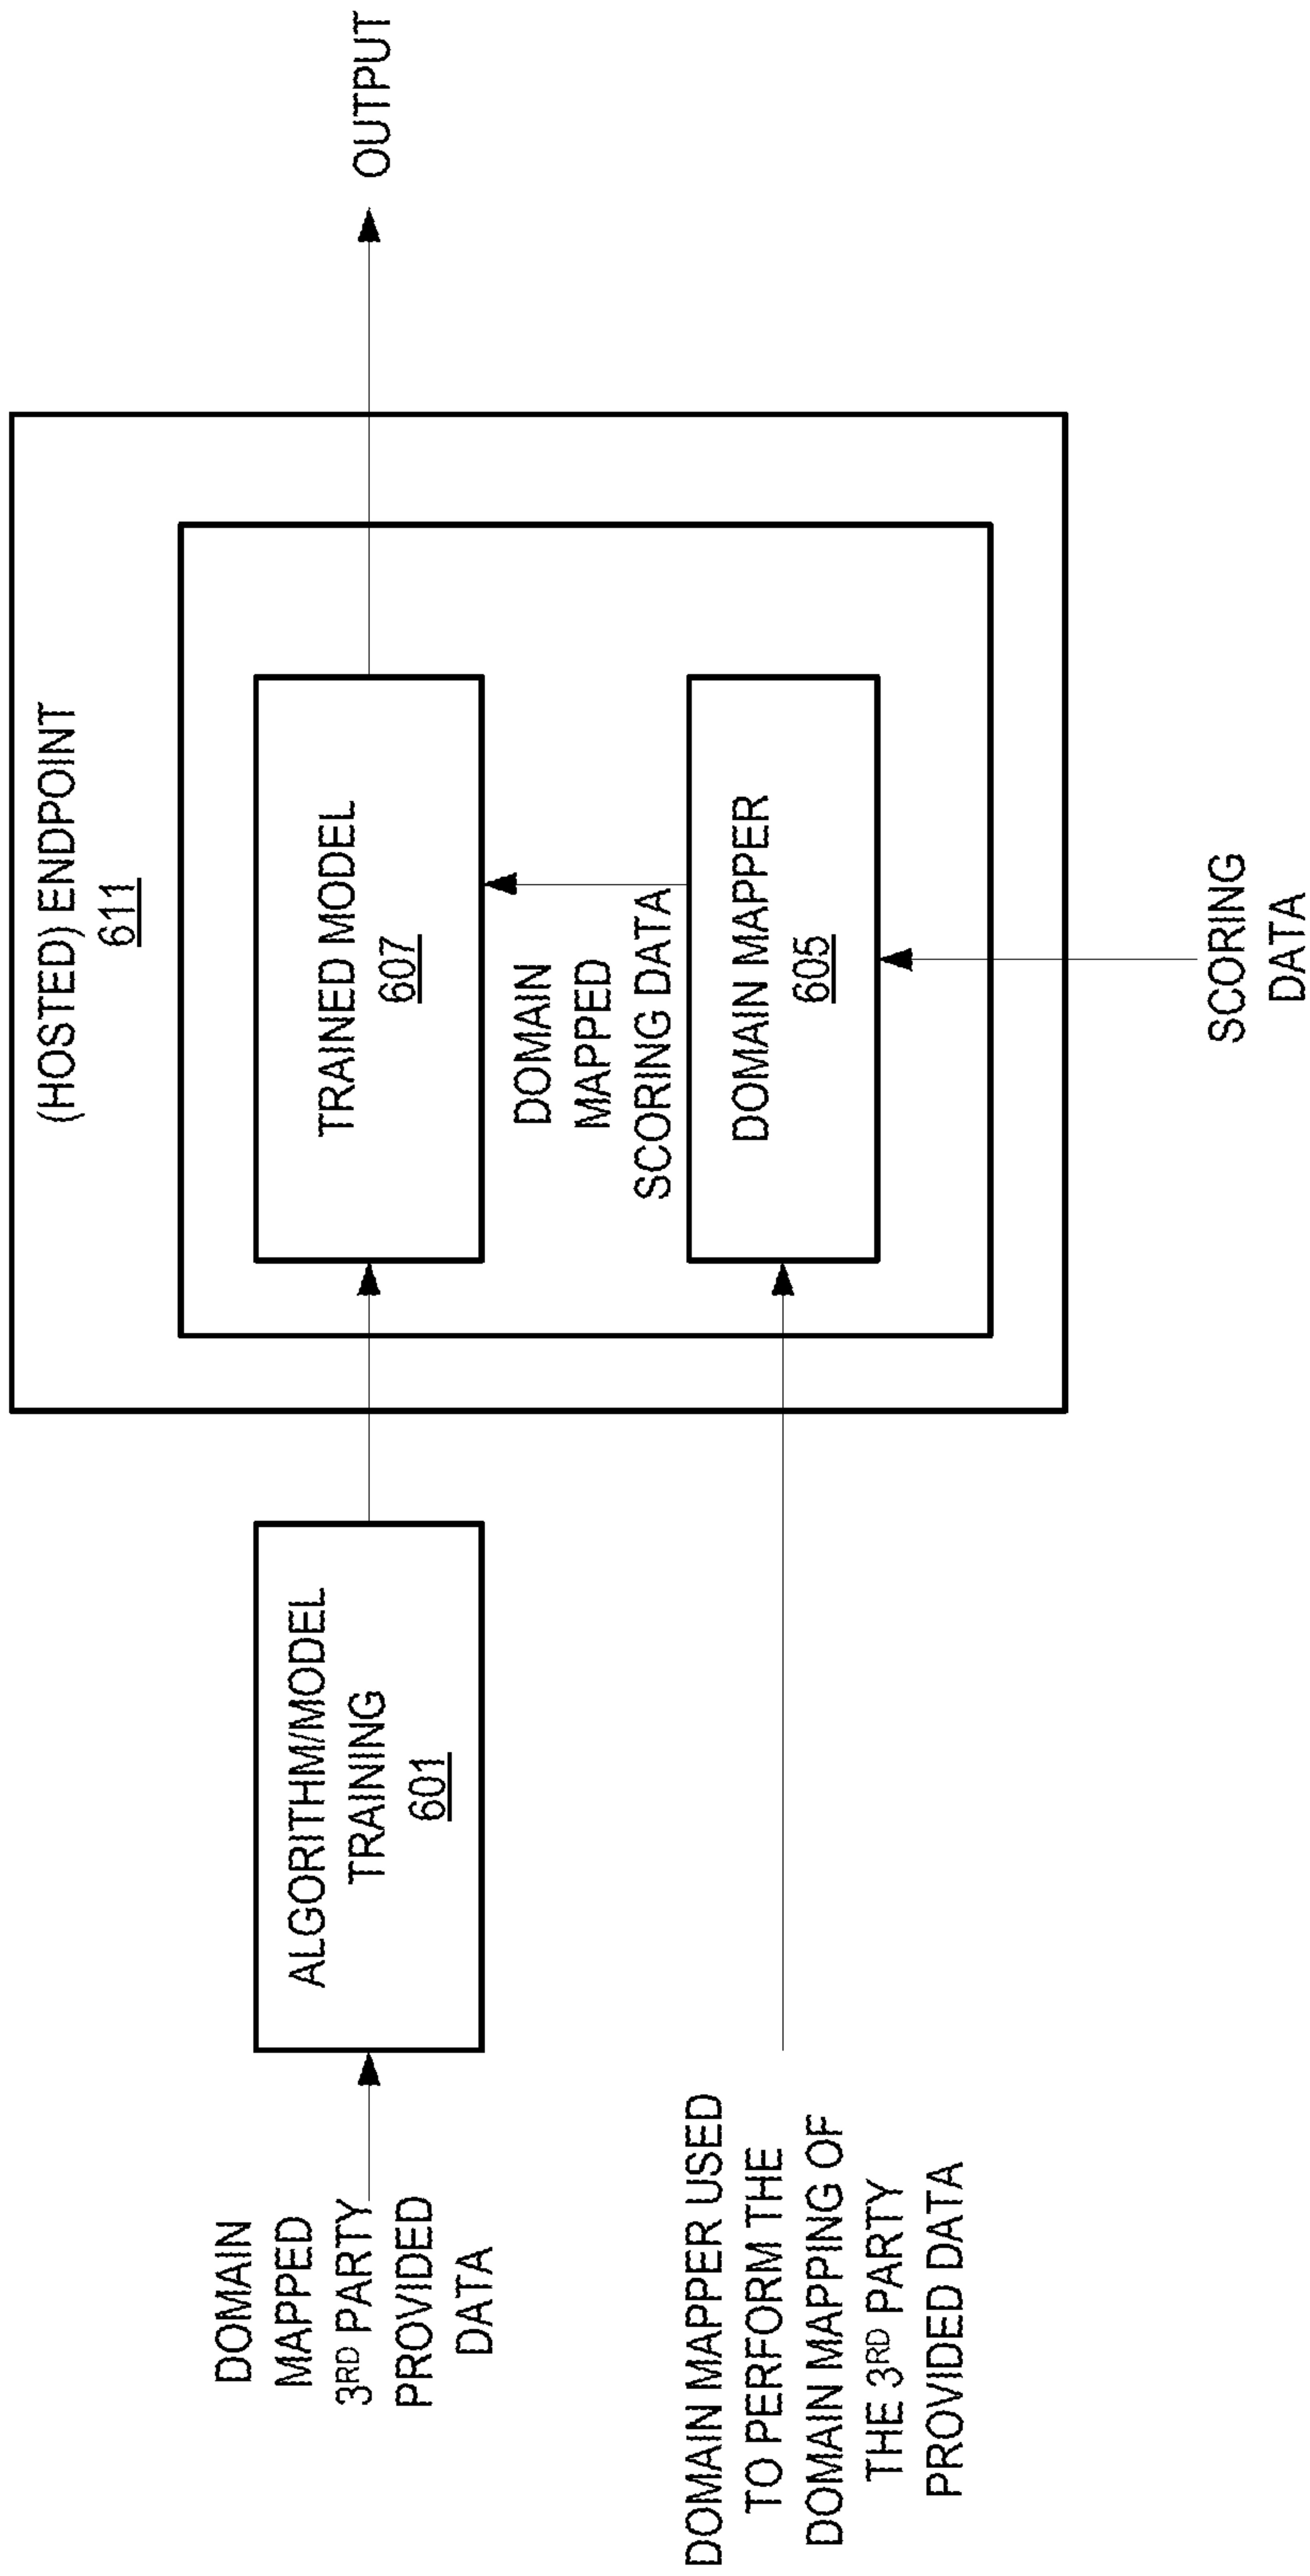 DOMAIN
MAPPED
3RD PARTY
PROVIDED
DATA
ALGORITHM/MODEL
TRAINING
601
(HOSTED) ENDPOINT
611
TRAINED MODEL
607
OUTPUT
DOMAIN
MAPPED
SCORING DATA
DOMAIN MAPPER USED
TO PERFORM THE
DOMAIN MAPPING OF
THE 3RD PARTY
PROVIDED DATA
DOMAIN MAPPER
605
SCORING
DATA